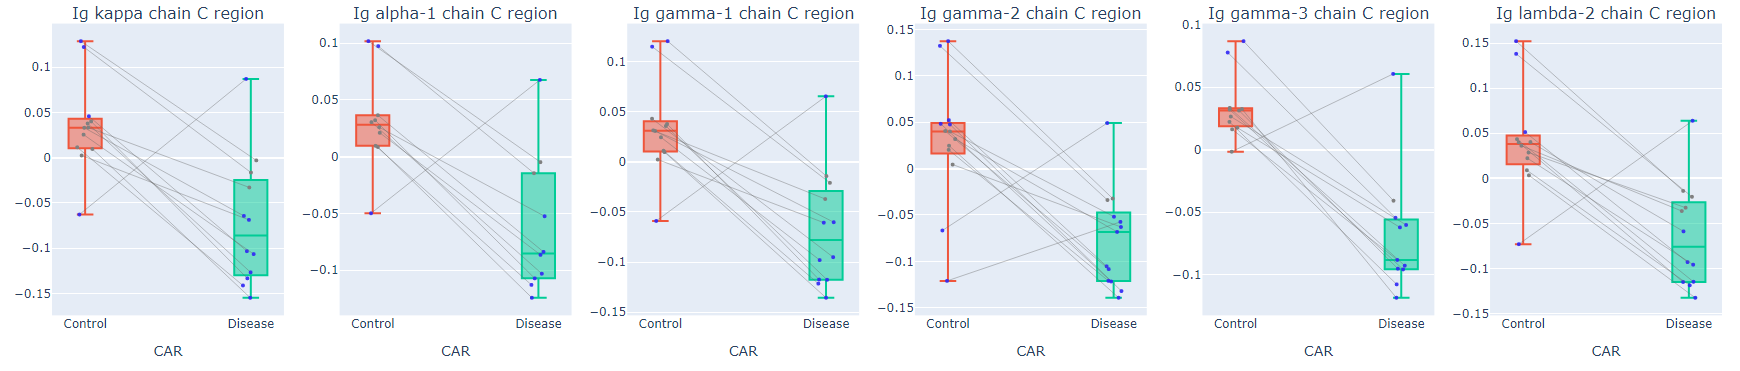 Ig kappa chain C region
0.1
0.05
0
−0.05
−0.1
−0.15
Control
Disease
CAR
Ig alpha-1 chain C region
0.1
0.05
0
−0.05
−0.1
Control
Disease
CAR
Ig gamma-1 chain C region
0.1
0.05
0
−0.05
−0.1
−0.15
Control
Disease
CAR
Ig gamma-2 chain C region
0.15
0.1
0.05
0
−0.05
−0.1
−0.15
Control
Disease
CAR
Ig gamma-3 chain C region
0.1
0.05
0
−0.05
−0.1
Control
Disease
CAR
Ig lambda-2 chain C region
0.15
0.1
0.05
0
−0.05
−0.1
−0.15
Control
Disease
CAR